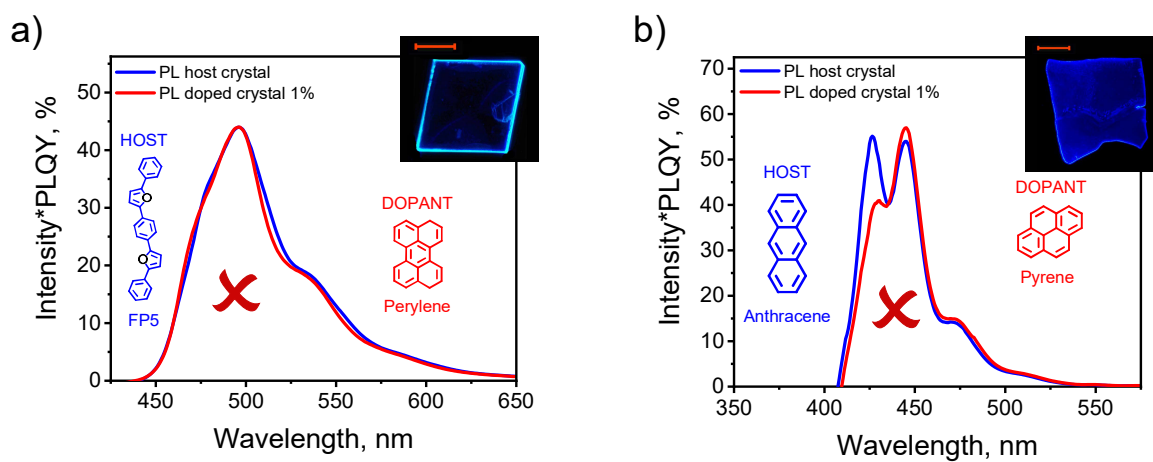 a)
PL host crystal
PL doped crystal 1%
HOST
O
O
FP5
DOPANT
Perylene
Intensity*PLQY, %
50
40
30
20
10
0
450
500
550
600
650
Wavelength, nm
b)
PL host crystal
PL doped crystal 1%
HOST
Anthracene
DOPANT
Pyrene
Intensity*PLQY, %
70
60
50
40
30
20
10
0
350
400
450
500
550
Wavelength, nm